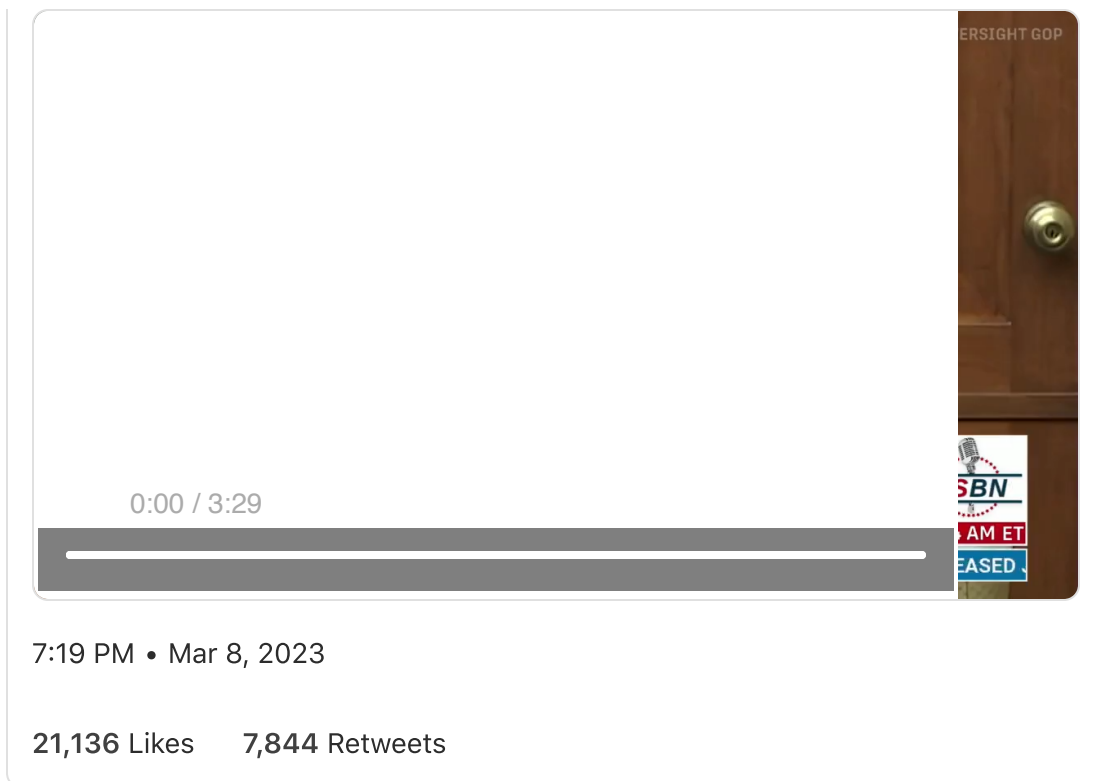 ERSIGHT GOP
SBN
AM ET
EASED
0:00 / 3:29
7:19 PM • Mar 8, 2023
21,136 Likes 7,844 Retweets